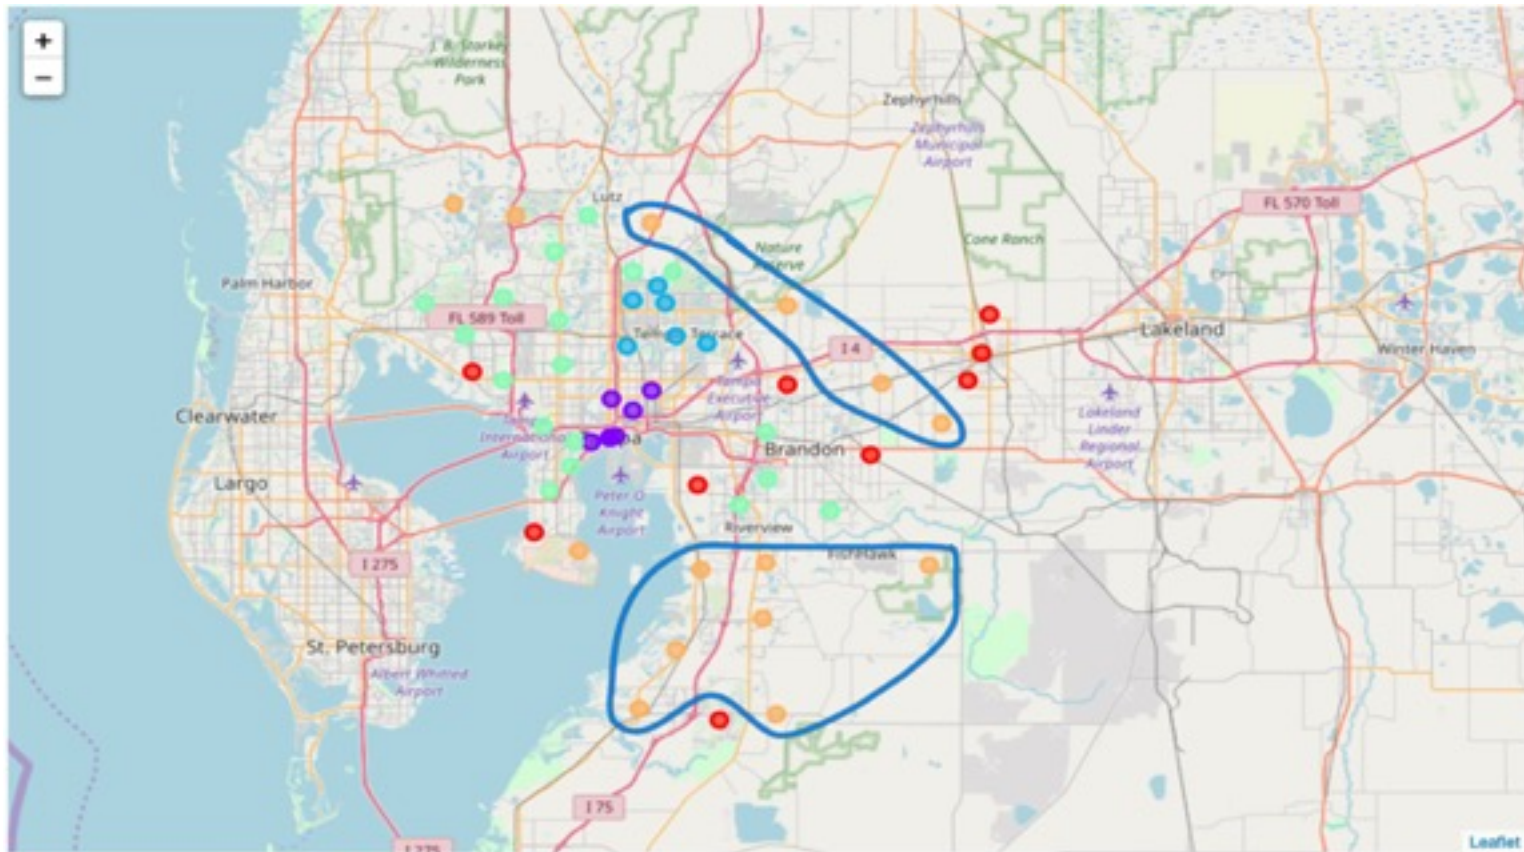 +
−
J. B. Starkey
Wilderness
Park
Zephyrhills
Zephyrhills
Municipal
Airport
Lutz
FL 570 Toll
Nature
Reserve
Cone Ranch
Palm Harbor
FL 589 Toll
Lakeland
I 4
Winter Haven
Tampa
Executive
Airport
Clearwater
International
Airport
Lakeland
Linder
Regional
Airport
Brandon
Largo
Peter O
Knight
Airport
Riverview
FishHawk
I 275
St. Petersburg
Albert Whitted
Airport
I 75
I 275
Leaflet